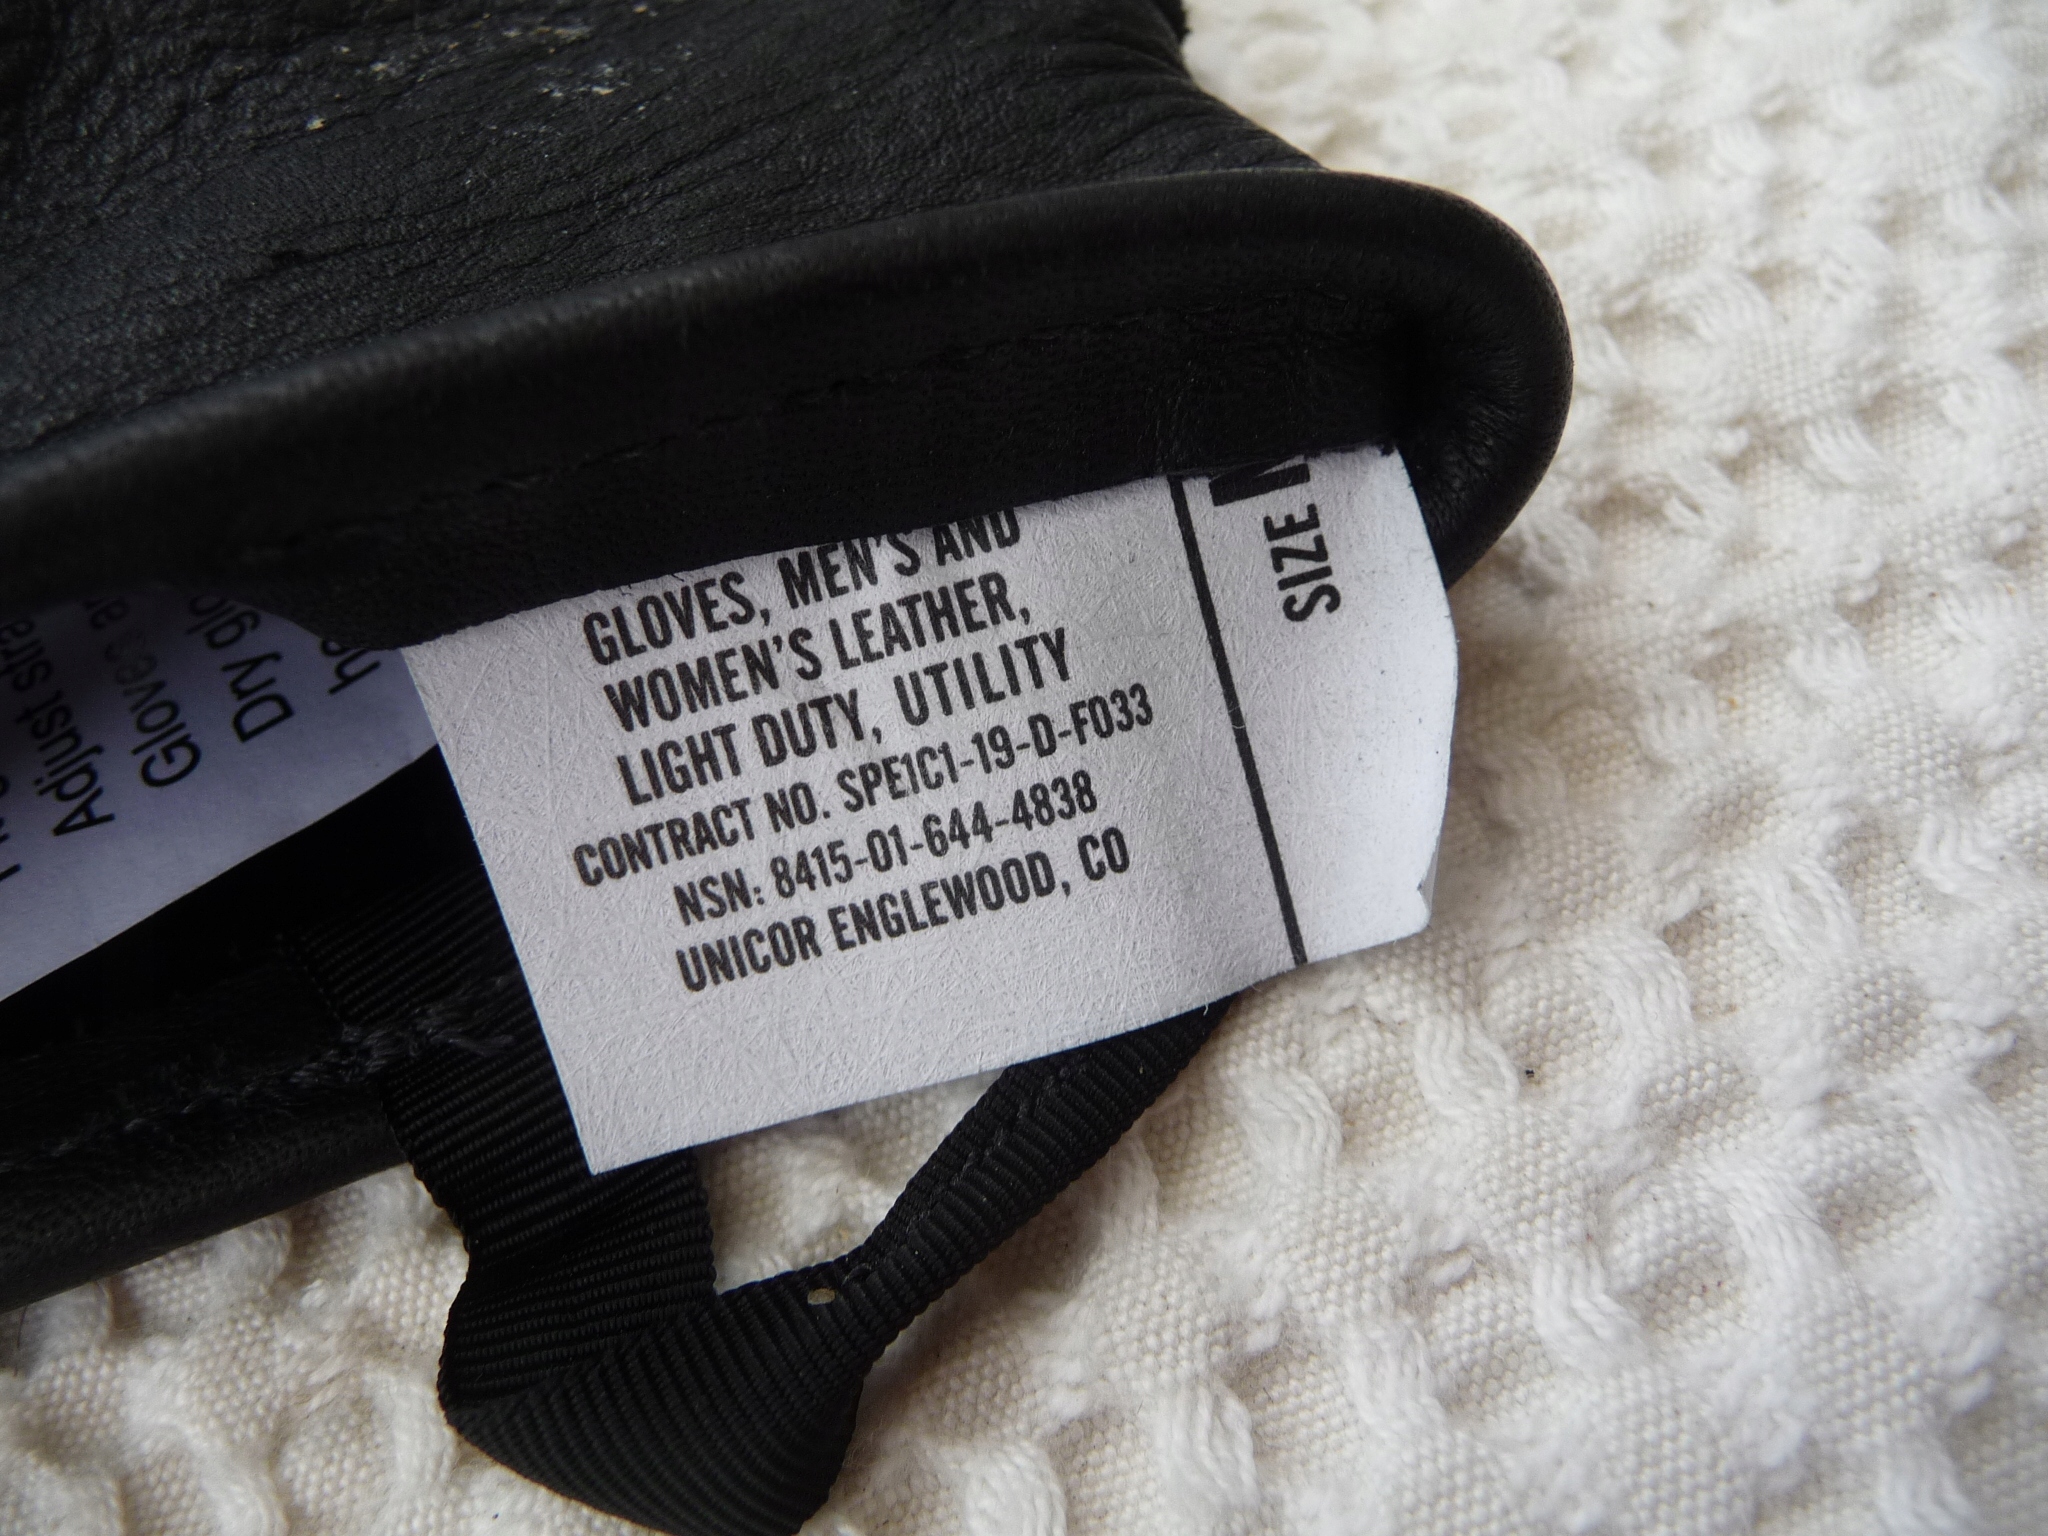 GLOVES, MEN'S AND
WOMEN'S LEATHER,
LIGHT DUTY, UTILITY
CONTRACT NO. SPE1C1-19-D-F033
NSN: 8415-01-644-4838
UNICOR ENGLEWOOD, CO
SIZE
Adjust
Gloves
Dry